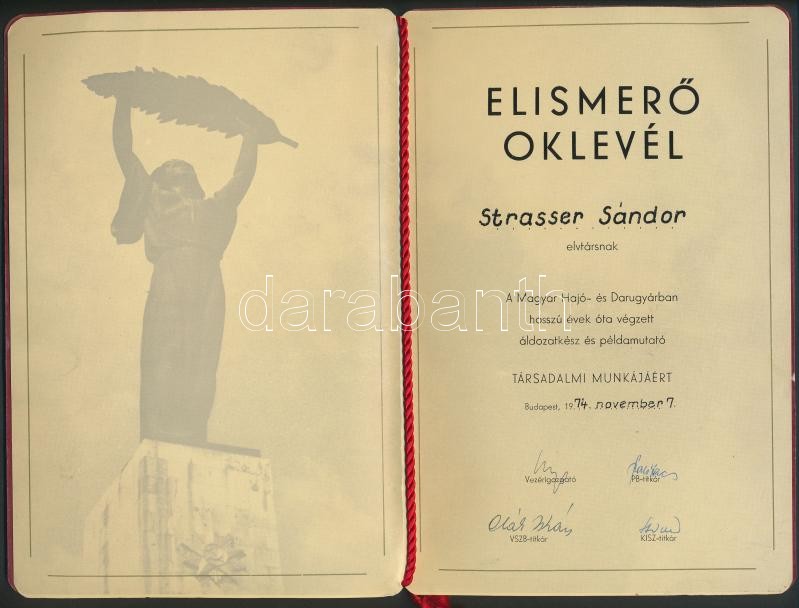 ELISMERŐ
OKLEVÉL
Strasser Sándor
elvtársnak
darabanth
A Magyar Hajó- és Darugyárban
hosszú évek óta végzett
áldozatkész és példamutató
TÁRSADALMI MUNKÁJÁÉRT
Budapest, 1974. november 7.
Vezérigazgató PB-titkár
Oláh István
VSZB-titkár KISZ-titkár